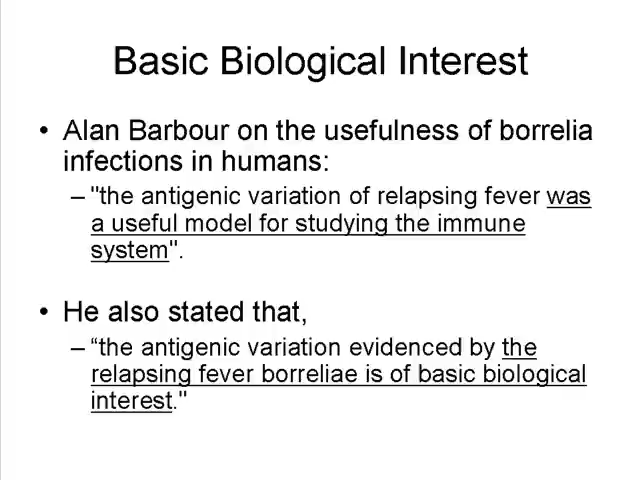 Basic Biological Interest
• Alan Barbour on the usefulness of borrelia
infections in humans:
– "the antigenic variation of relapsing fever was
a useful model for studying the immune
system".
• He also stated that,
– “the antigenic variation evidenced by the
relapsing fever borreliae is of basic biological
interest."